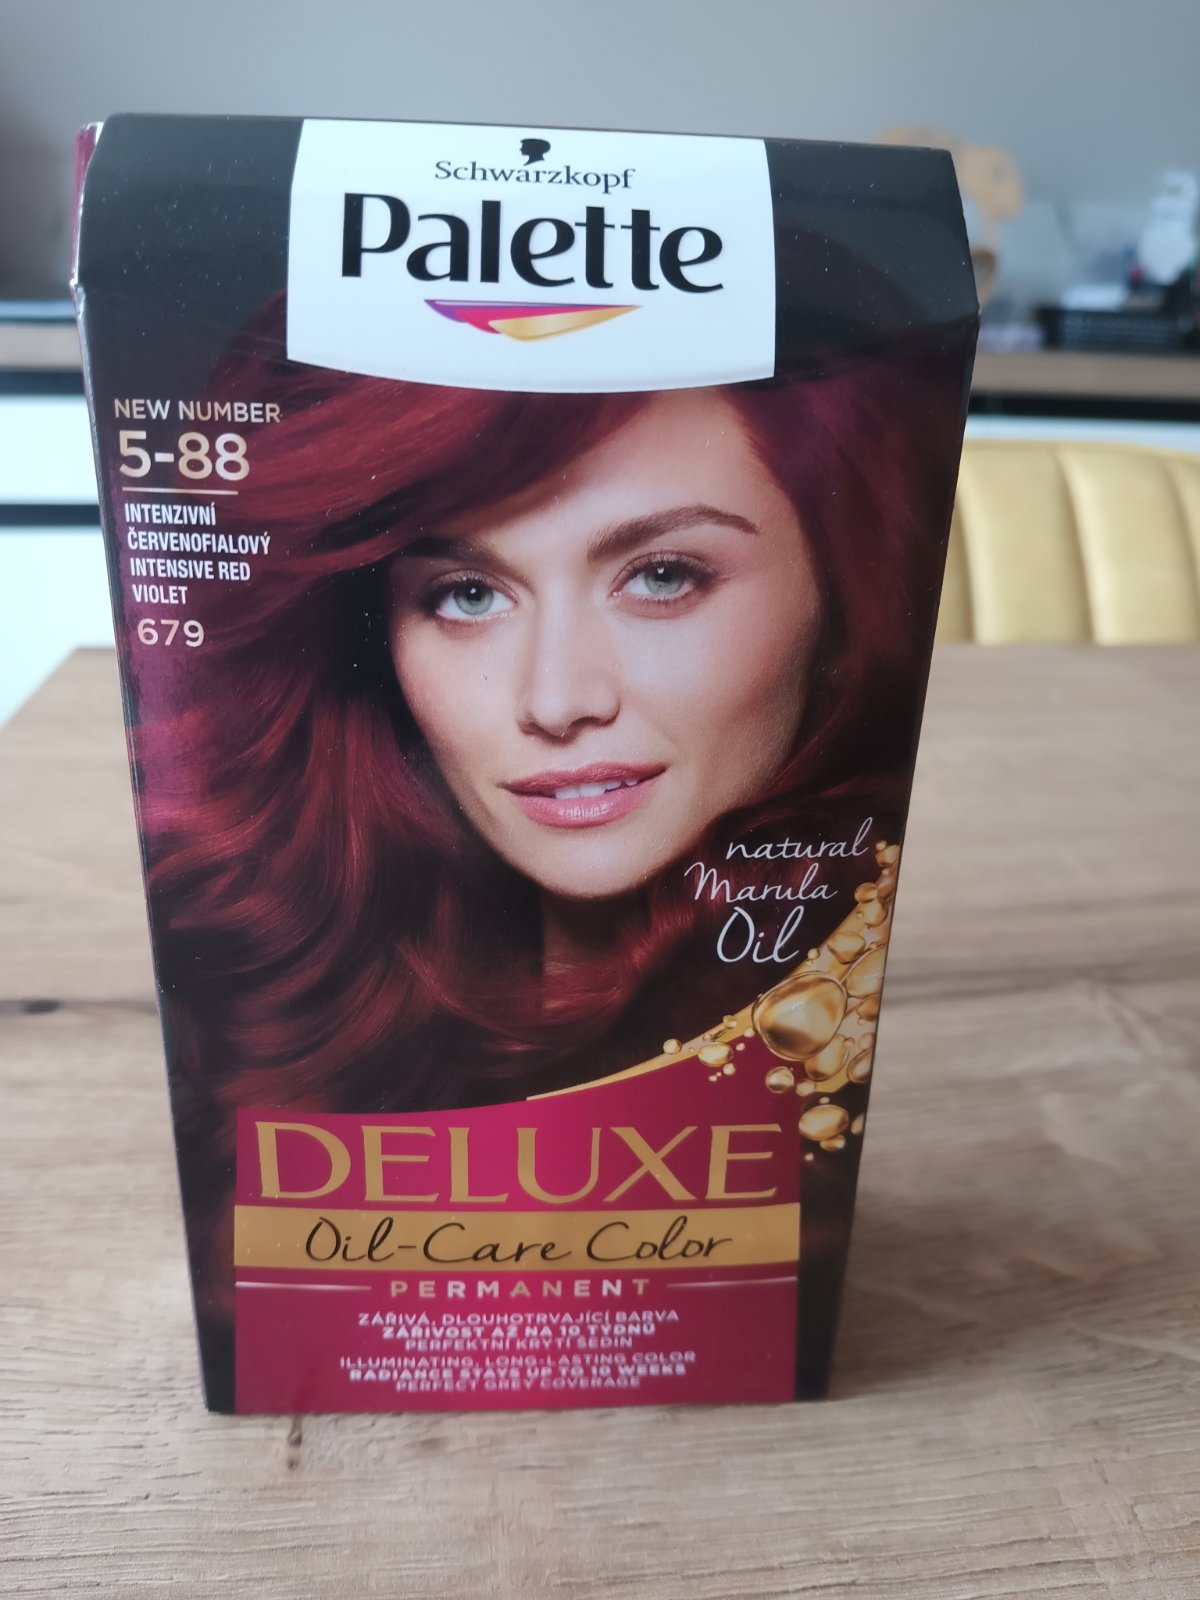 Schwarzkopf
Palette
NEW NUMBER
5-88
INTENZIVNÍ
ČERVENOFIALOVÝ
INTENSIVE RED
VIOLET
679
natural
Marula
Oil
DELUXE
Oil-Care Color
PERMANENT
ZÁŘIVÁ, DLOUHOTRVAJÍCÍ BARVA
ZÁŘIVOST AŽ NA 10 TÝDNŮ
PERFEKTNÍ KRYTÍ ŠEDIN
ILLUMINATING, LONG-LASTING COLOR
RADIANCE STAYS UP TO 10 WEEKS
PERFECT GREY COVERAGE